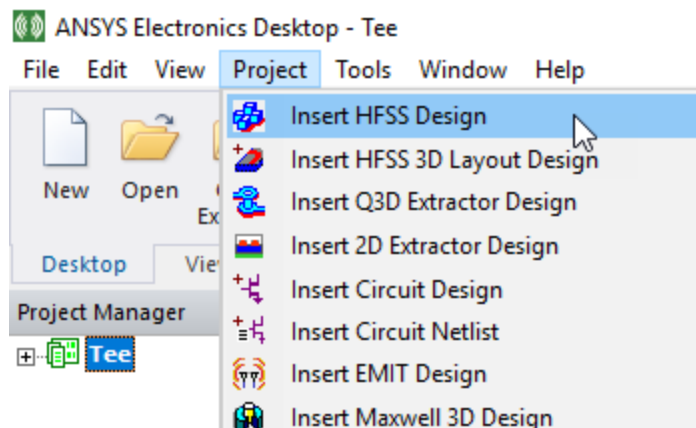 ANSYS Electronics Desktop - Tee
File Edit View Project Tools Window Help
New Open
Ex
Desktop Vie
Project Manager
Tee
Insert HFSS Design
Insert HFSS 3D Layout Design
Insert Q3D Extractor Design
Insert 2D Extractor Design
Insert Circuit Design
Insert Circuit Netlist
Insert EMIT Design
Insert Maxwell 3D Design